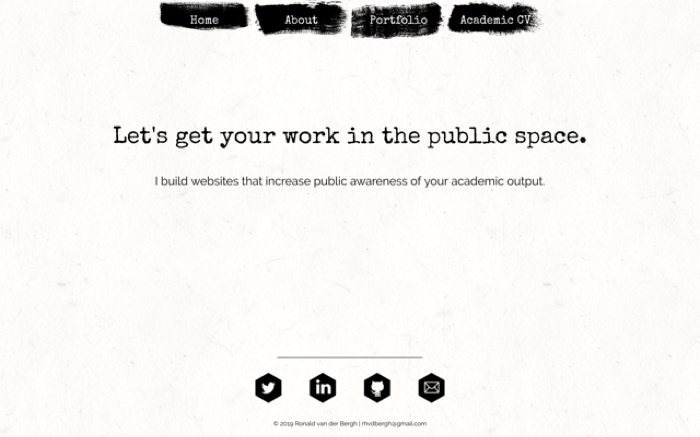 Home
About
Portfolio
Academic CV
Let's get your work in the public space.
I build websites that increase public awareness of your academic output.
in
© 2019 Ronald van der Bergh | rhvdbergh@gmail.com